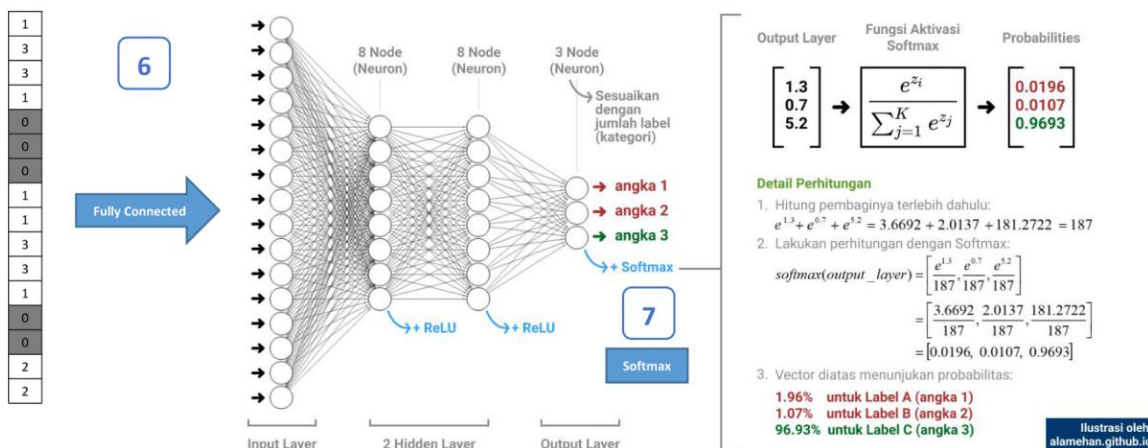 1
3
3
1
0
0
0
1
1
3
3
1
0
0
2
2
6
Fully Connected
8 Node
(Neuron)
8 Node
(Neuron)
3 Node
(Neuron)
Sesuaikan
dengan
jumlah label
(kategori)
angka 1
angka 2
angka 3
+ Softmax
+ ReLU
+ ReLU
7
Softmax
Input Layer
2 Hidden Layer
Output Layer
Output Layer
Fungsi Aktivasi
Softmax
Probabilities
1.3
0.7
5.2
e^{z_i}
∑_{j=1}^{K} e^{z_j}
0.0196
0.0107
0.9693
Detail Perhitungan
1. Hitung pembaginya terlebih dahulu:
e^{1.3} + e^{0.7} + e^{5.2} = 3.6692 + 2.0137 + 181.2722 = 187
2. Lakukan perhitungan dengan Softmax:
softmax(output_layer) = [e^{1.3}/187, e^{0.7}/187, e^{5.2}/187]
= [3.6692/187, 2.0137/187, 181.2722/187]
= [0.0196, 0.0107, 0.9693]
3. Vector diatas menunjukan probabilitas:
1.96% untuk Label A (angka 1)
1.07% untuk Label B (angka 2)
96.93% untuk Label C (angka 3)
Ilustrasi
alamehan.github